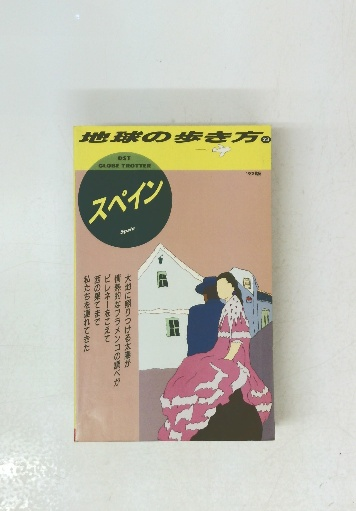 地球の歩き方
GST
GLOBE TROTTER
スペイン
Spain
大地に照りつける太陽が
情熱的なフラメンコの調べが
ピレネーをこえて
西の果てまで
私たちを連れてきた